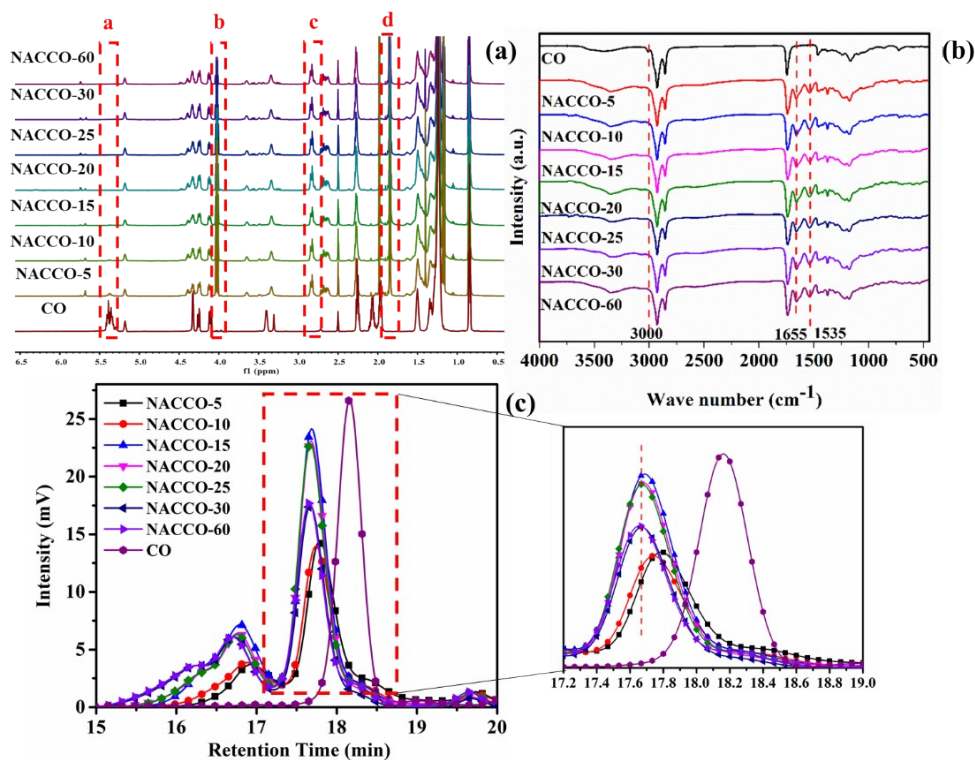 a b c d
(a)
NACCO-60
NACCO-30
NACCO-25
NACCO-20
NACCO-15
NACCO-10
NACCO-5
CO
6.5 6.0 5.5 5.0 4.5 4.0 3.5 3.0 2.5 2.0 1.5 1.0 0.5
f1 (ppm)
(b)
CO
NACCO-5
NACCO-10
NACCO-15
NACCO-20
NACCO-25
NACCO-30
NACCO-60
Intensity (a.u.)
3000 1655 1535
4000 3500 3000 2500 2000 1500 1000 500
Wave number (cm-1)
(c)
NACCO-5
NACCO-10
NACCO-15
NACCO-20
NACCO-25
NACCO-30
NACCO-60
CO
Intensity (mV)
25
20
15
10
5
0
15 16 17 18 19 20
Retention Time (min)
17.2 17.4 17.6 17.8 18.0 18.2 18.4 18.6 18.8 19.0